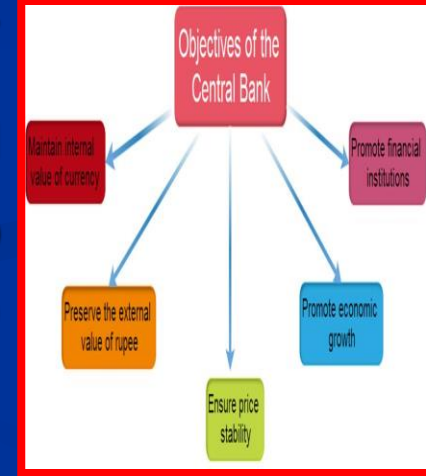 Objectives of the
Central Bank
Maintain internal
value of currency
Promote financial
institutions
Preserve the external
value of rupee
Promote economic
growth
Ensure price
stability